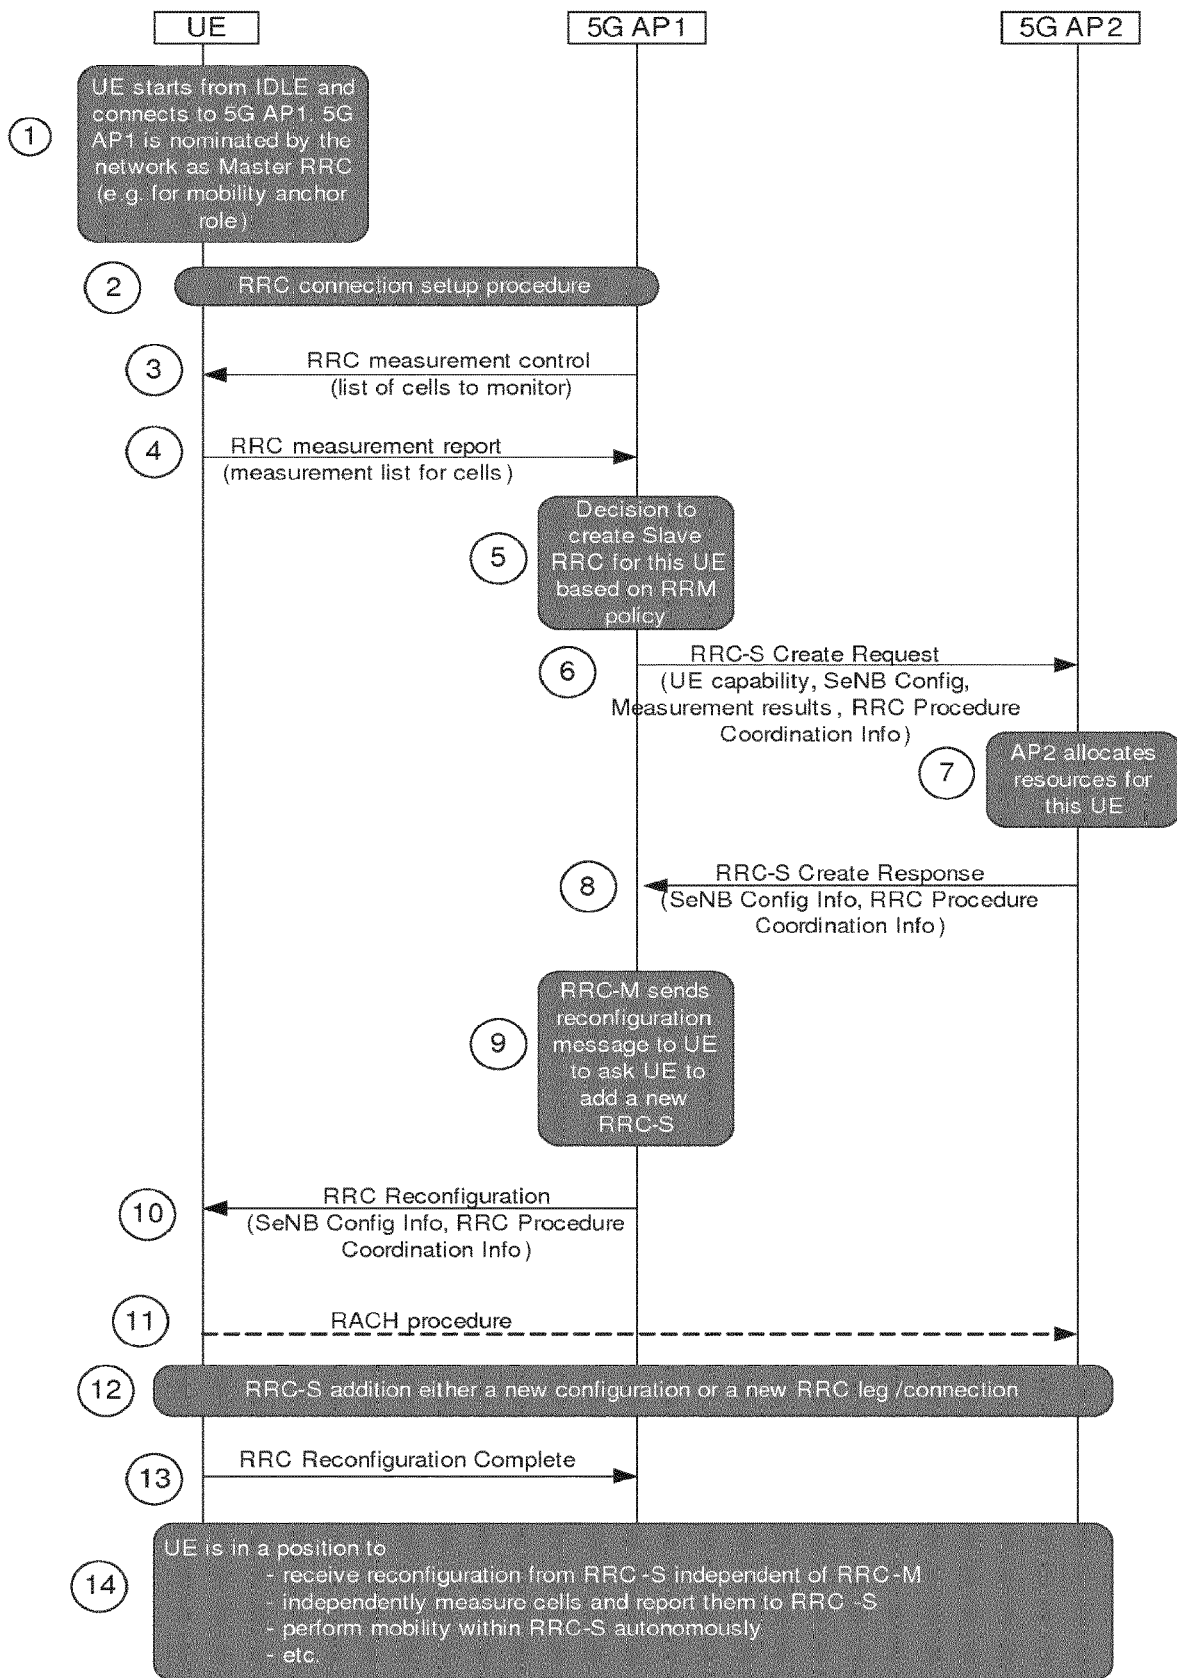 UE
5G AP1
5G AP2
1
UE starts from IDLE and
connects to 5G AP1. 5G
AP1 is nominated by the
network as Master RRC
(e.g. for mobility anchor
role)
2
RRC connection setup procedure
3
RRC measurement control
(list of cells to monitor)
4
RRC measurement report
(measurement list for cells)
5
Decision to
create Slave
RRC for this UE
based on RRM
policy
6
RRC-S Create Request
(UE capability, SeNB Config,
Measurement results, RRC Procedure
Coordination Info)
7
AP2 allocates
resources for
this UE
8
RRC-S Create Response
(SeNB Config Info, RRC Procedure
Coordination Info)
9
RRC-M sends
reconfiguration
message to UE
to ask UE to
add a new
RRC-S
10
RRC Reconfiguration
(SeNB Config Info, RRC Procedure
Coordination Info)
11
RACH procedure
12
RRC-S addition either a new configuration or a new RRC leg /connection
13
RRC Reconfiguration Complete
14
UE is in a position to
- receive reconfiguration from RRC-S independent of RRC-M
- independently measure cells and report them to RRC -S
- perform mobility within RRC-S autonomously
- etc.